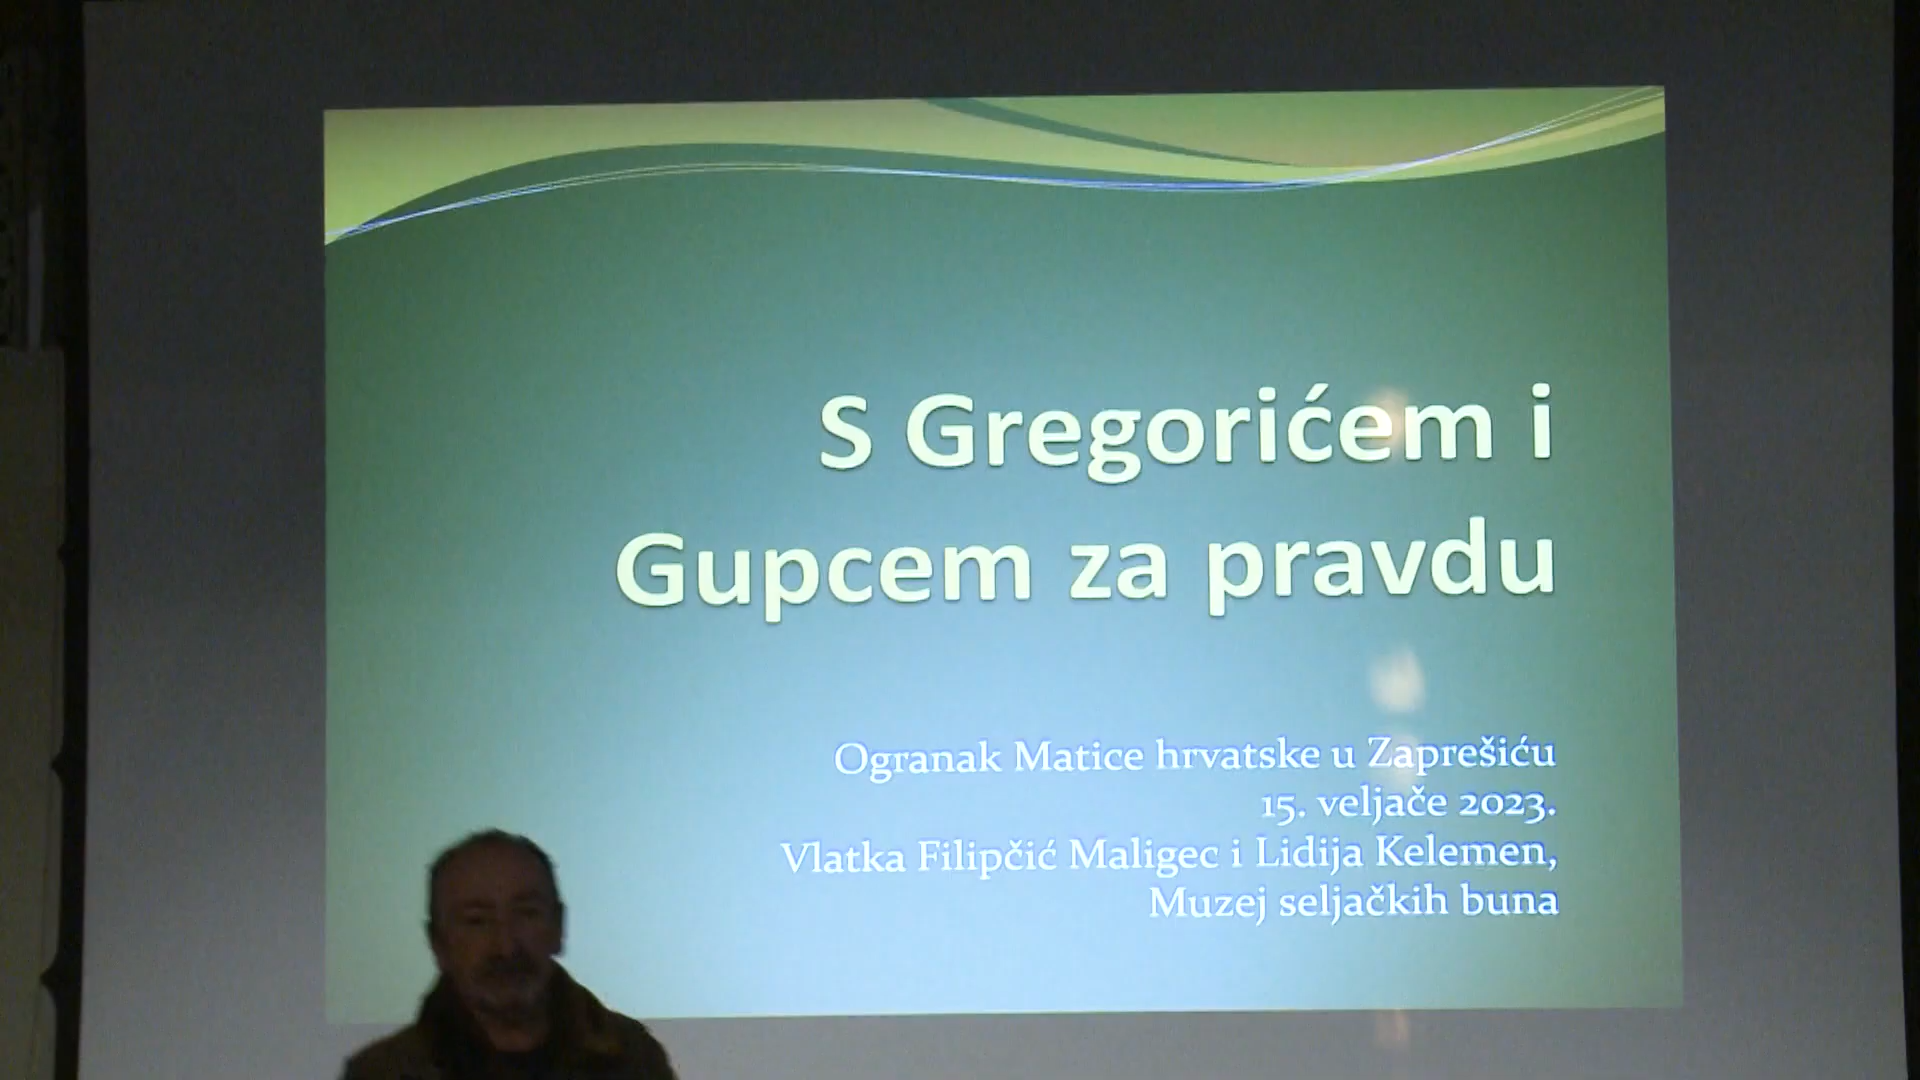 S Gregorićem i
Gupcem za pravdu
Ogranak Matice hrvatske u Zaprešiću
15. veljače 2023.
Vlatka Filipčić Maligec i Lidija Kelemen,
Muzej seljačkih buna